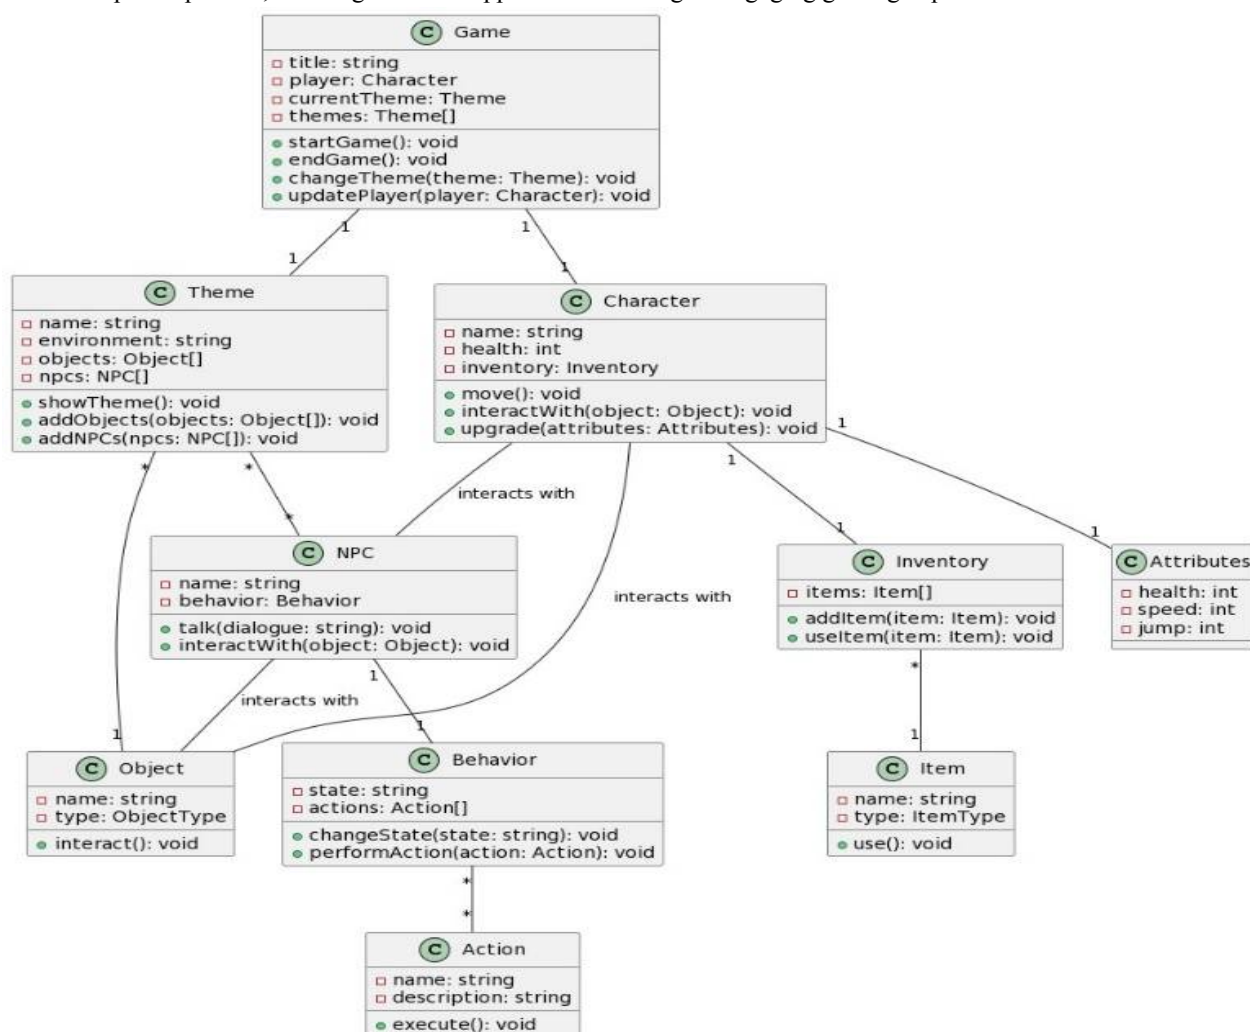 C Game
title: string
player: Character
currentTheme: Theme
themes: Theme[]
startGame(): void
endGame(): void
changeTheme(theme: Theme): void
updatePlayer(player: Character): void
1
1
1
1
C Theme
name: string
environment: string
objects: Object[]
npcs: NPC[]
showTheme(): void
addObjects(objects: Object[]): void
addNPCs(npcs: NPC[]): void
C Character
name: string
health: int
inventory: Inventory
move(): void
interactWith(object: Object): void
upgrade(attributes: Attributes): void
*
*
*
1
interacts with
1
1
1
1
interacts with
C NPC
name: string
behavior: Behavior
talk(dialogue: string): void
interactWith(object: Object): void
C Inventory
items: Item[]
addItem(item: Item): void
useItem(item: Item): void
C Attributes
health: int
speed: int
jump: int
interacts with
1
1
*
1
C Object
name: string
type: ObjectType
interact(): void
C Behavior
state: string
actions: Action[]
changeState(state: string): void
performAction(action: Action): void
C Item
name: string
type: ItemType
use(): void
*
*
C Action
name: string
description: string
execute(): void